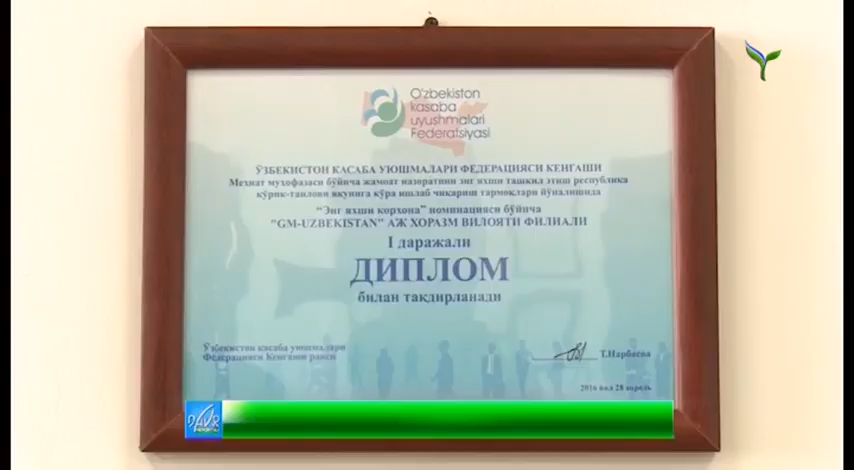 O'zbekiston
kasaba
uyushmalari
Federatsiyasi
ЎЗБЕКИСТОН КАСАБА УЮШМАЛАРИ ФЕДЕРАЦИЯСИ КЕНГАШИ
Меҳнат муҳофазаси бўйича жамоат назоратини энг яхши ташкил этиш республика
кўрик-танлови якунига кўра ишлаб чиқариш тармоқлари йўналишида
"Энг яхши корхона" номинацияси бўйича
"GM-UZBEKISTAN" АЖ ХОРАЗМ ВИЛОЯТИ ФИЛИАЛИ
I даражали
ДИПЛОМ
билан тақдирланади
Ўзбекистон касаба уюшмалари
Федерацияси Кенгаши раиси
Т.Нарбаева
2016 йил 28 апрель